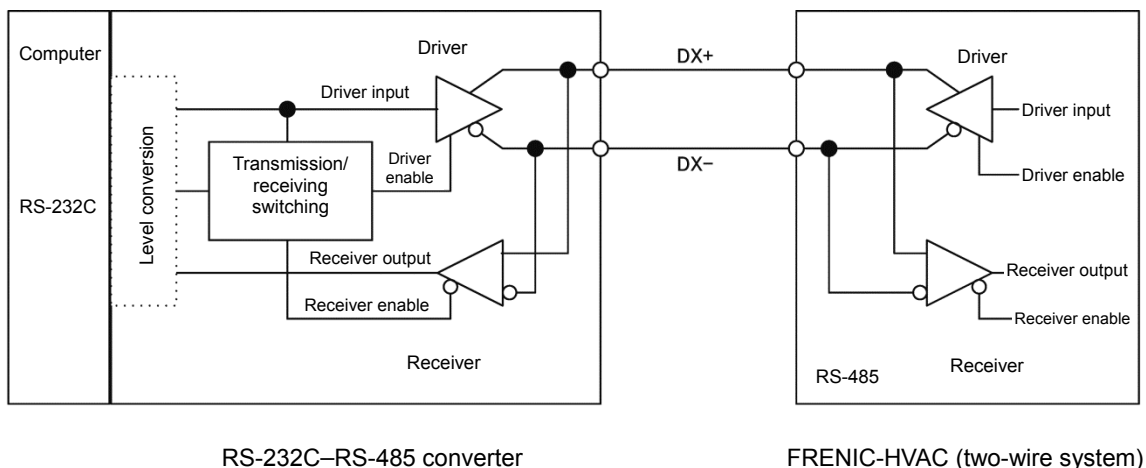 Computer
RS-232C
Level conversion
Driver
Driver input
Transmission/
receiving
switching
Driver
enable
Receiver output
Receiver enable
Receiver
DX+
DX−
Driver
Driver input
Driver enable
Receiver output
Receiver enable
Receiver
RS-485
RS-232C–RS-485 converter
FRENIC-HVAC (two-wire system)